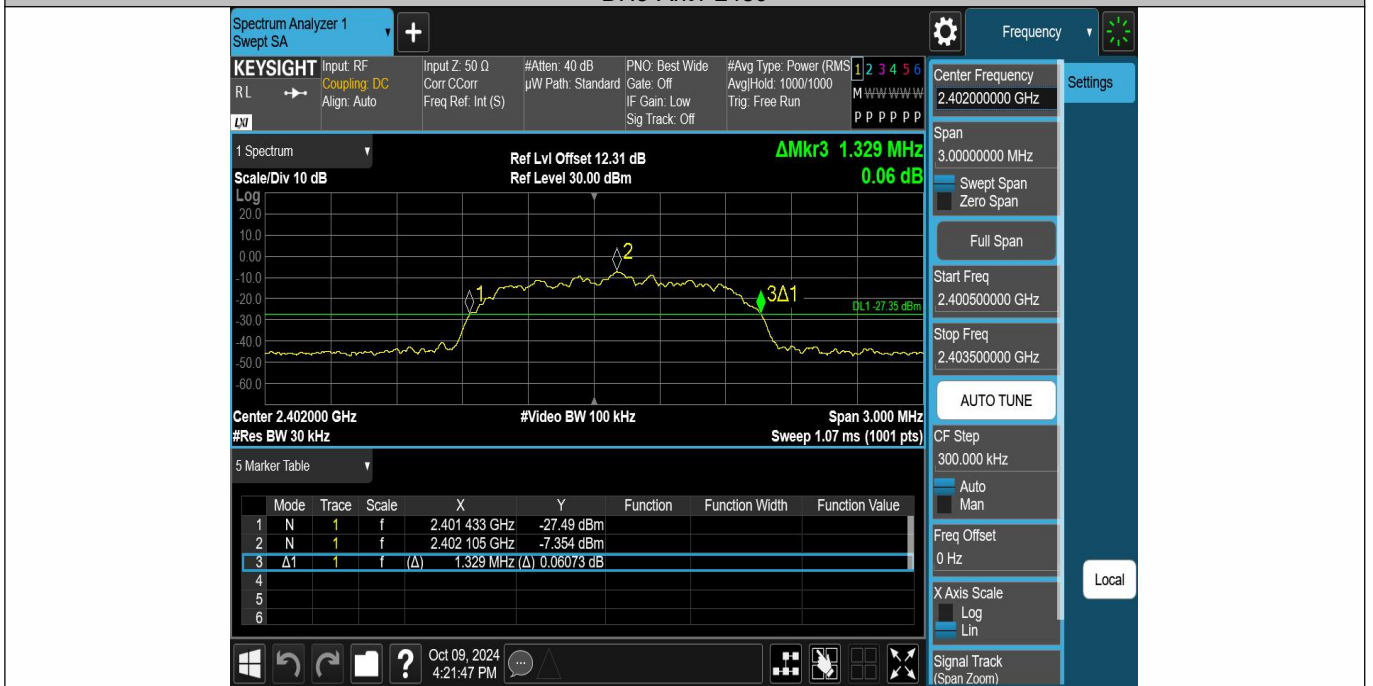 Spectrum Analyzer 1
Swept SA
+
Frequency
KEYSIGHT
RL
LXI
Input: RF
Coupling: DC
Align: Auto
Input Z: 50 Ω
Corr CCorr
Freq Ref: Int (S)
#Atten: 40 dB
µW Path: Standard
PNO: Best Wide
Gate: Off
IF Gain: Low
Sig Track: Off
#Avg Type: Power (RMS
Avg|Hold: 1000/1000
Trig: Free Run
1 2 3 4 5 6
M W W W W W
P P P P P P
1 Spectrum
Scale/Div 10 dB
Ref Lvl Offset 12.31 dB
Ref Level 30.00 dBm
ΔMkr3 1.329 MHz
0.06 dB
Log
20.0
10.0
0.00
-10.0
-20.0
-30.0
-40.0
-50.0
-60.0
1
2
3Δ1
DL1 -27.35 dBm
Center 2.402000 GHz
#Res BW 30 kHz
#Video BW 100 kHz
Span 3.000 MHz
Sweep 1.07 ms (1001 pts)
5 Marker Table
Mode Trace Scale X Y Function Function Width Function Value
1 N 1 f 2.401 433 GHz -27.49 dBm
2 N 1 f 2.402 105 GHz -7.354 dBm
3 Δ1 1 f (Δ) 1.329 MHz (Δ) 0.06073 dB
4
5
6
?
Oct 09, 2024
4:21:47 PM
Center Frequency
2.402000000 GHz
Settings
Span
3.00000000 MHz
Swept Span
Zero Span
Full Span
Start Freq
2.400500000 GHz
Stop Freq
2.403500000 GHz
AUTO TUNE
CF Step
300.000 kHz
Auto
Man
Freq Offset
0 Hz
X Axis Scale
Log
Lin
Signal Track
(Span Zoom)
Local